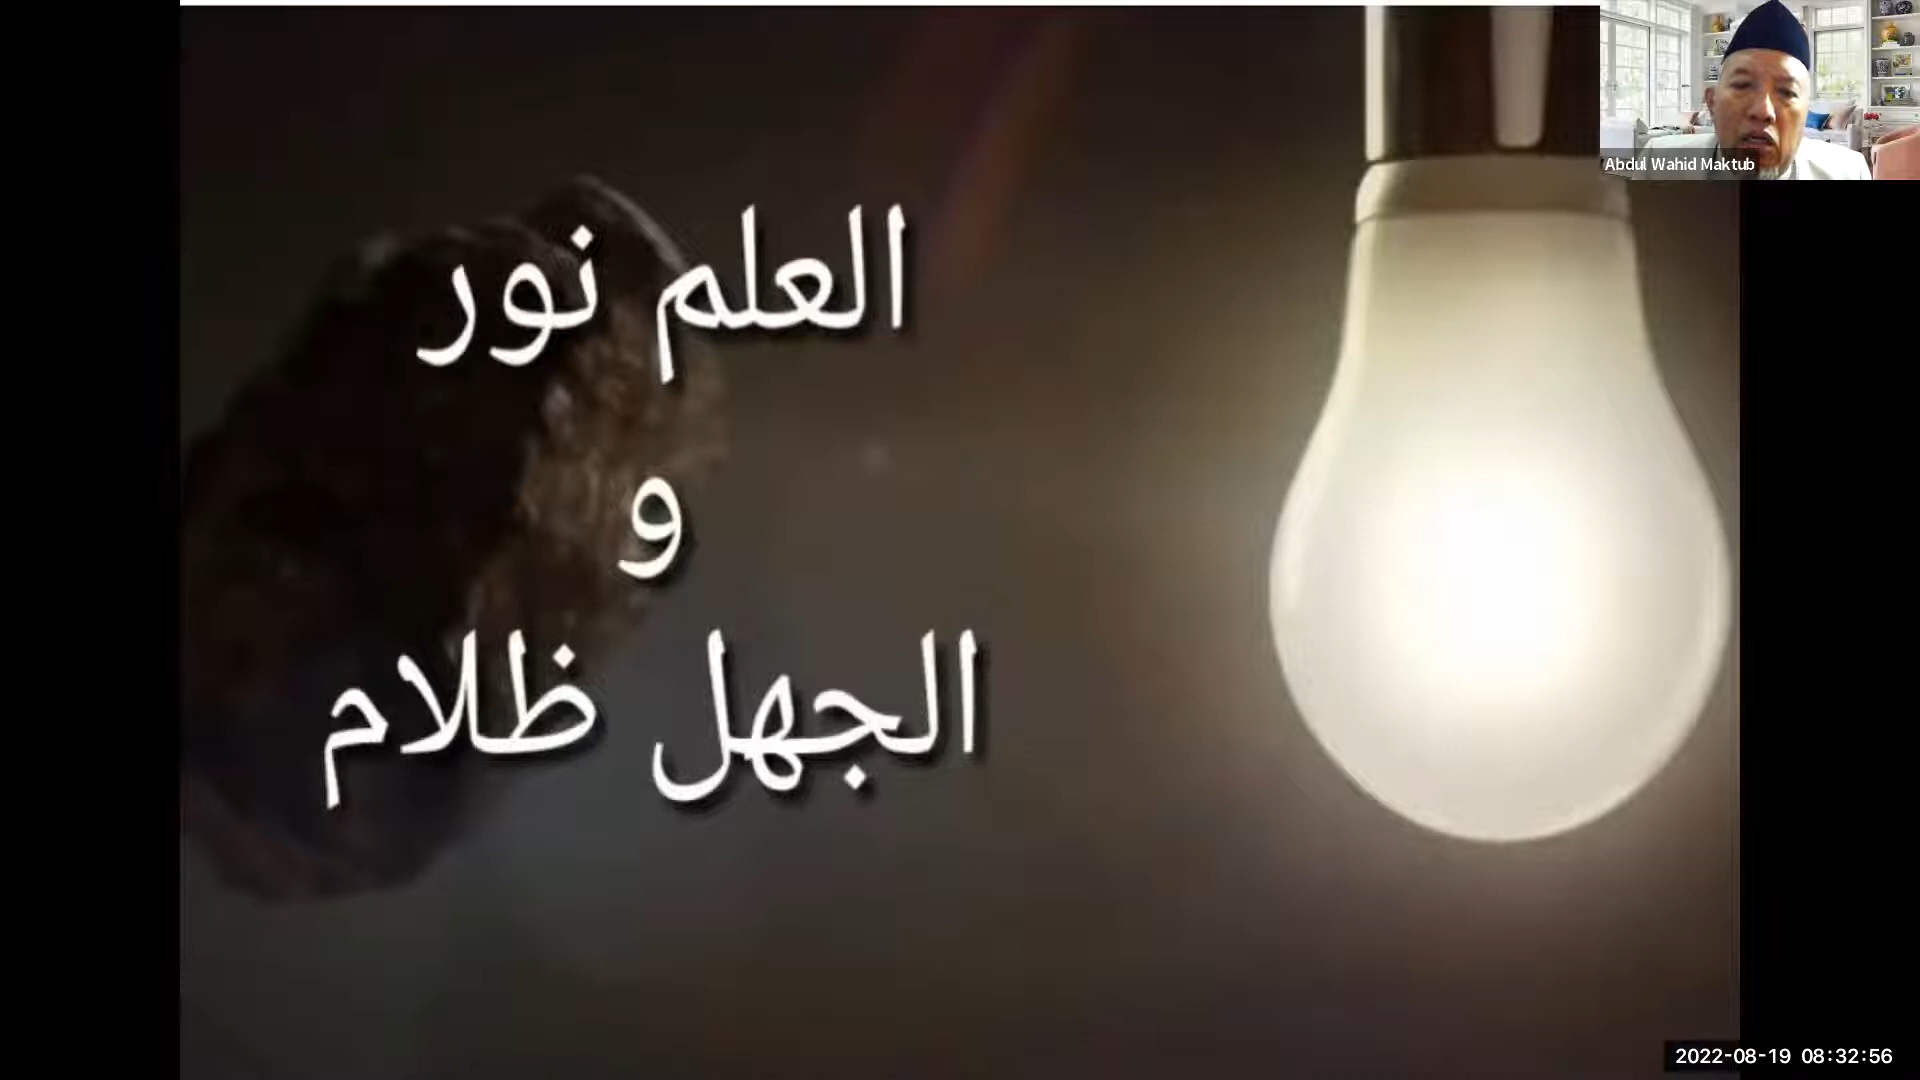 Abdul Wahid Maktub
العلم نور
و
الجهل ظلام
2022-08-19 08:32:56